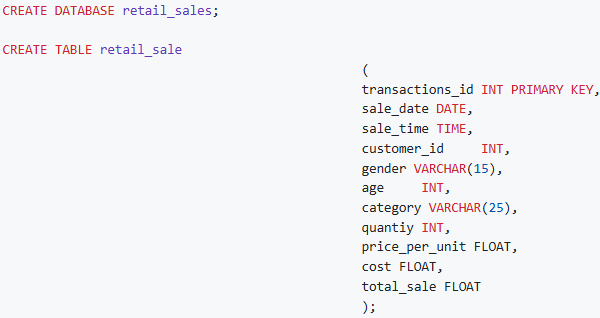 CREATE DATABASE retail_sales;
CREATE TABLE retail_sale
(
transactions_id INT PRIMARY KEY,
sale_date DATE,
sale_time TIME,
customer_id INT,
gender VARCHAR(15),
age INT,
category VARCHAR(25),
quantiy INT,
price_per_unit FLOAT,
cost FLOAT,
total_sale FLOAT
);